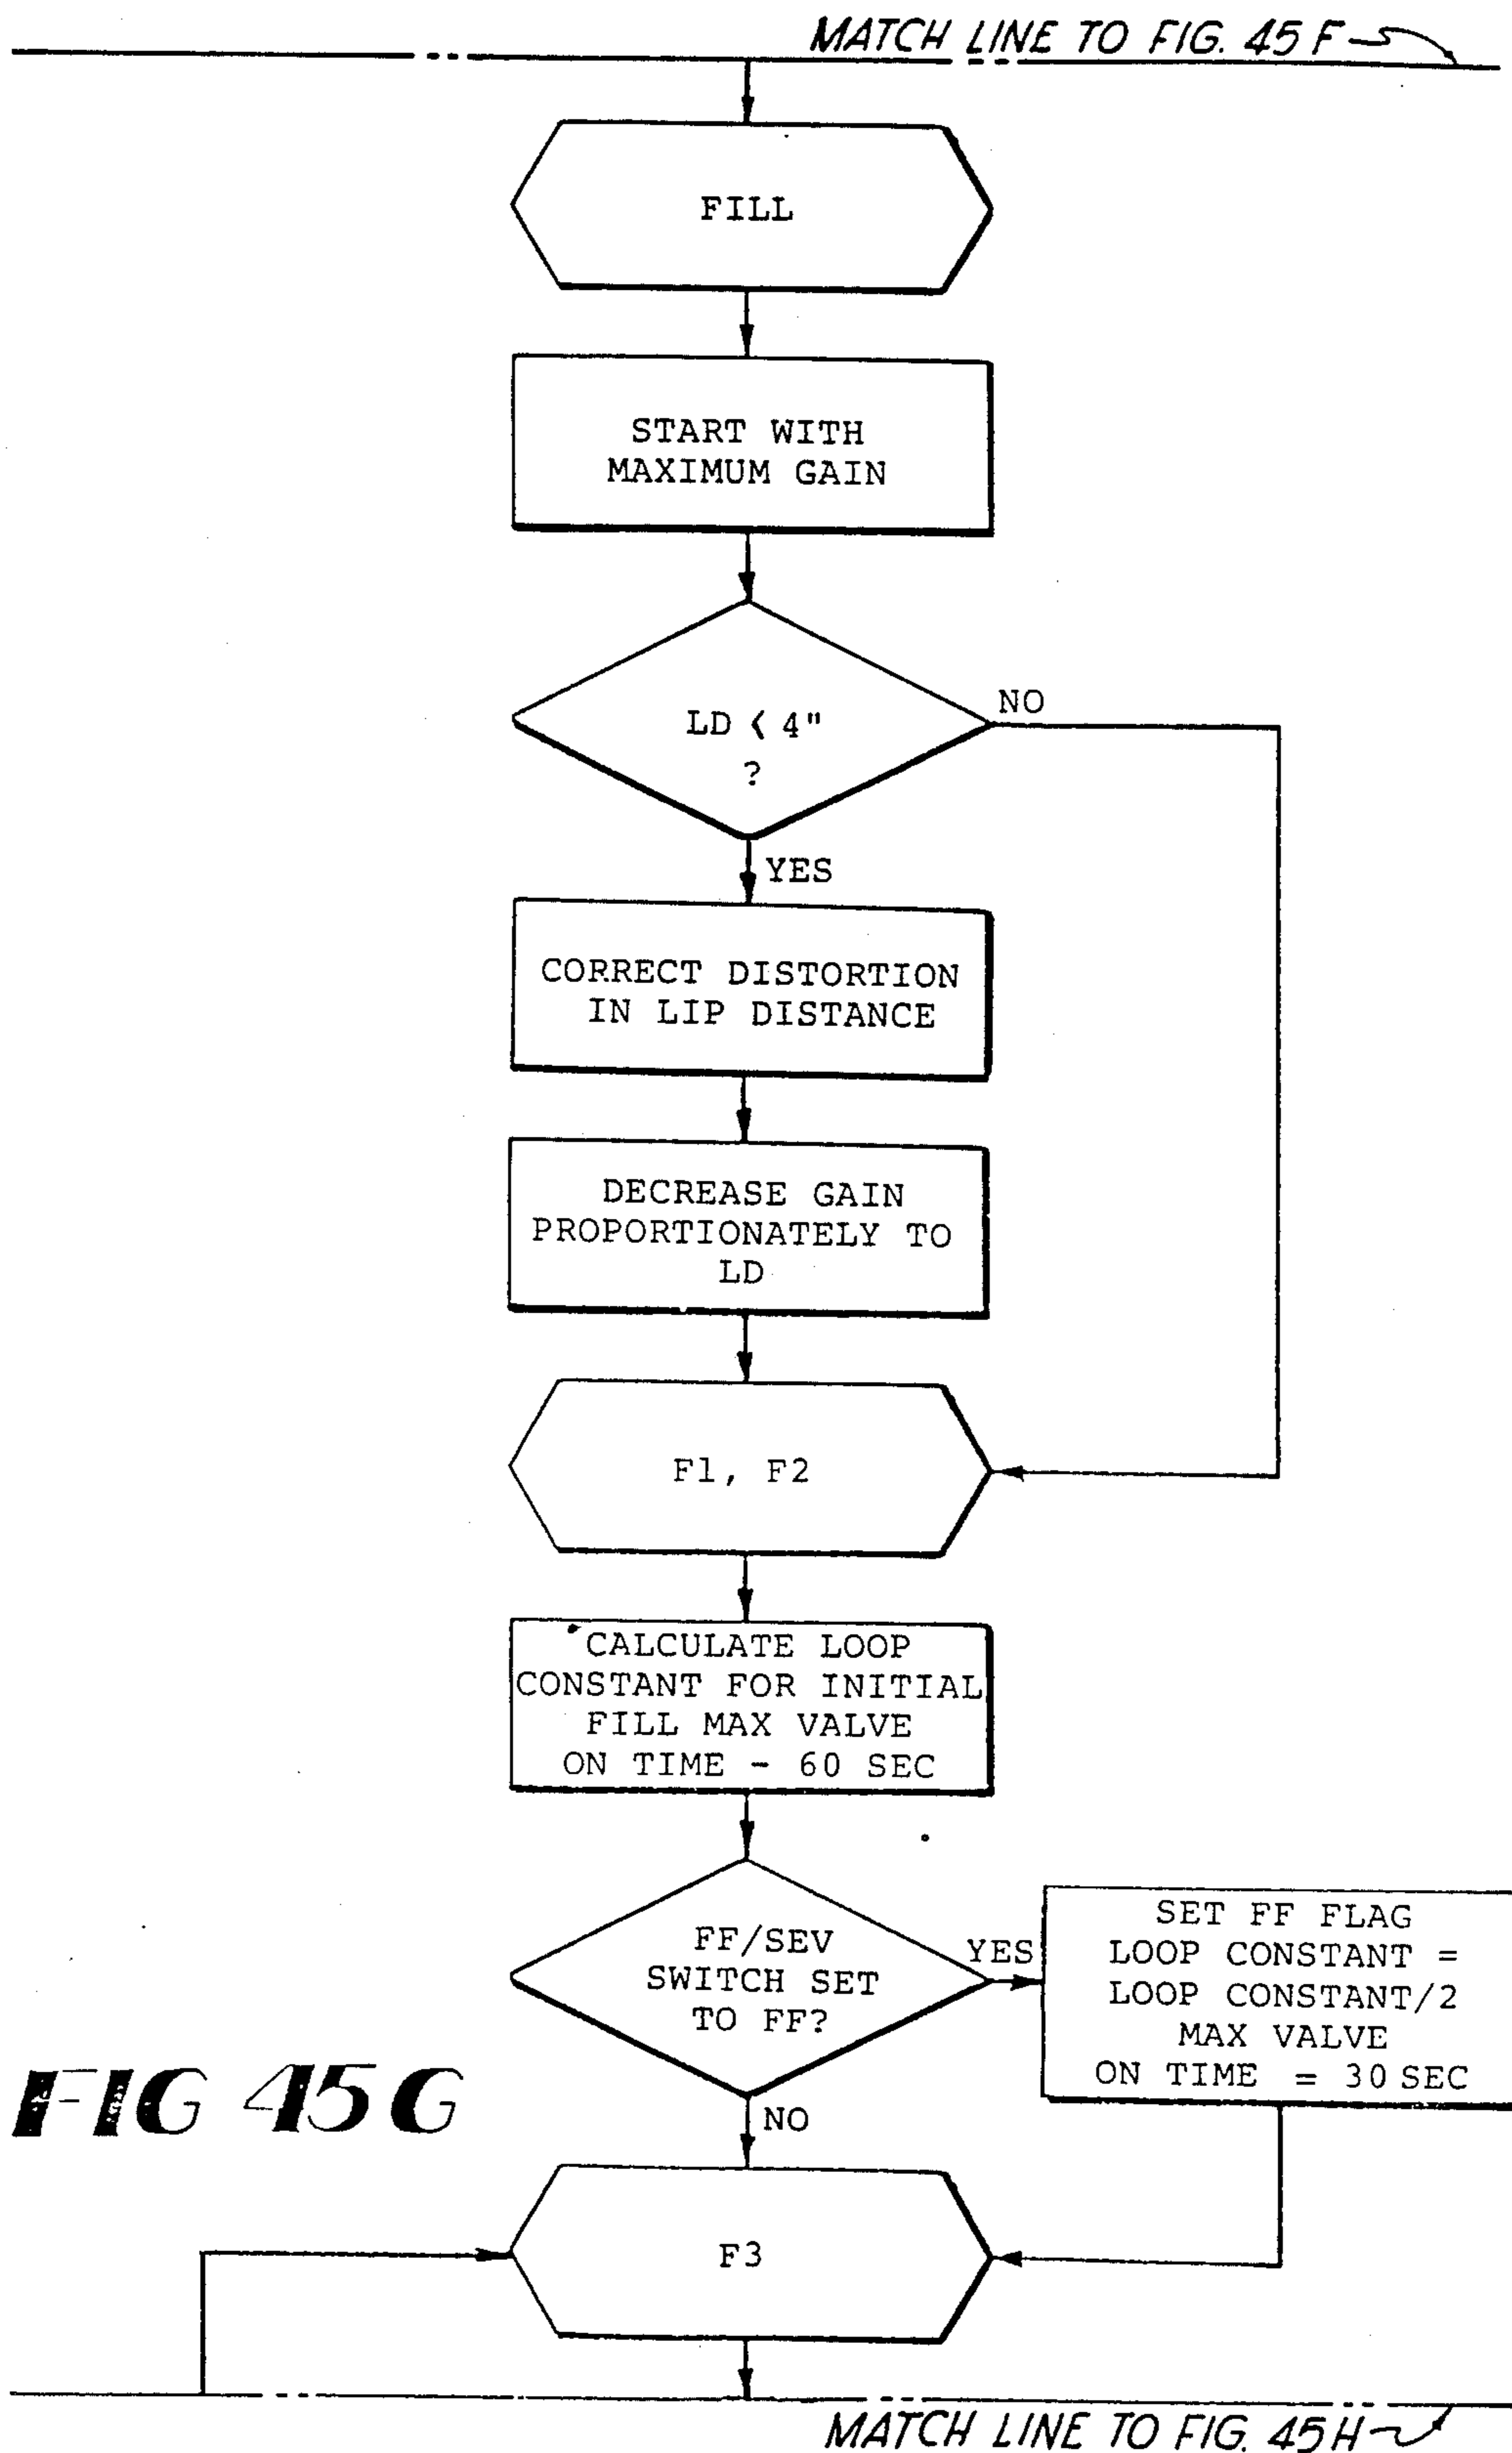 MATCH LINE TO FIG. 45 F
FILL
START WITH
MAXIMUM GAIN
LD < 4"
?
NO
YES
CORRECT DISTORTION
IN LIP DISTANCE
DECREASE GAIN
PROPORTIONATELY TO
LD
F1, F2
CALCULATE LOOP
CONSTANT FOR INITIAL
FILL MAX VALVE
ON TIME - 60 SEC
FF/SEV
SWITCH SET
TO FF?
YES
SET FF FLAG
LOOP CONSTANT =
LOOP CONSTANT/2
MAX VALVE
ON TIME = 30 SEC
NO
FIG 45G
F3
MATCH LINE TO FIG. 45 H